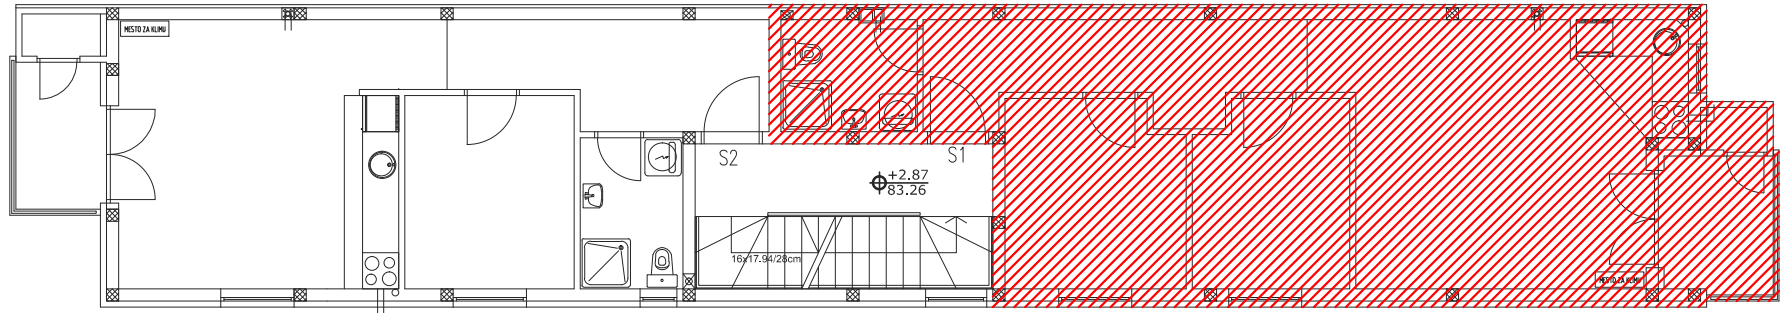 MESTO ZA KLIMU
S2
S1
+2.87
83.26
16x17.94/28cm
MESTO ZA KLIMU